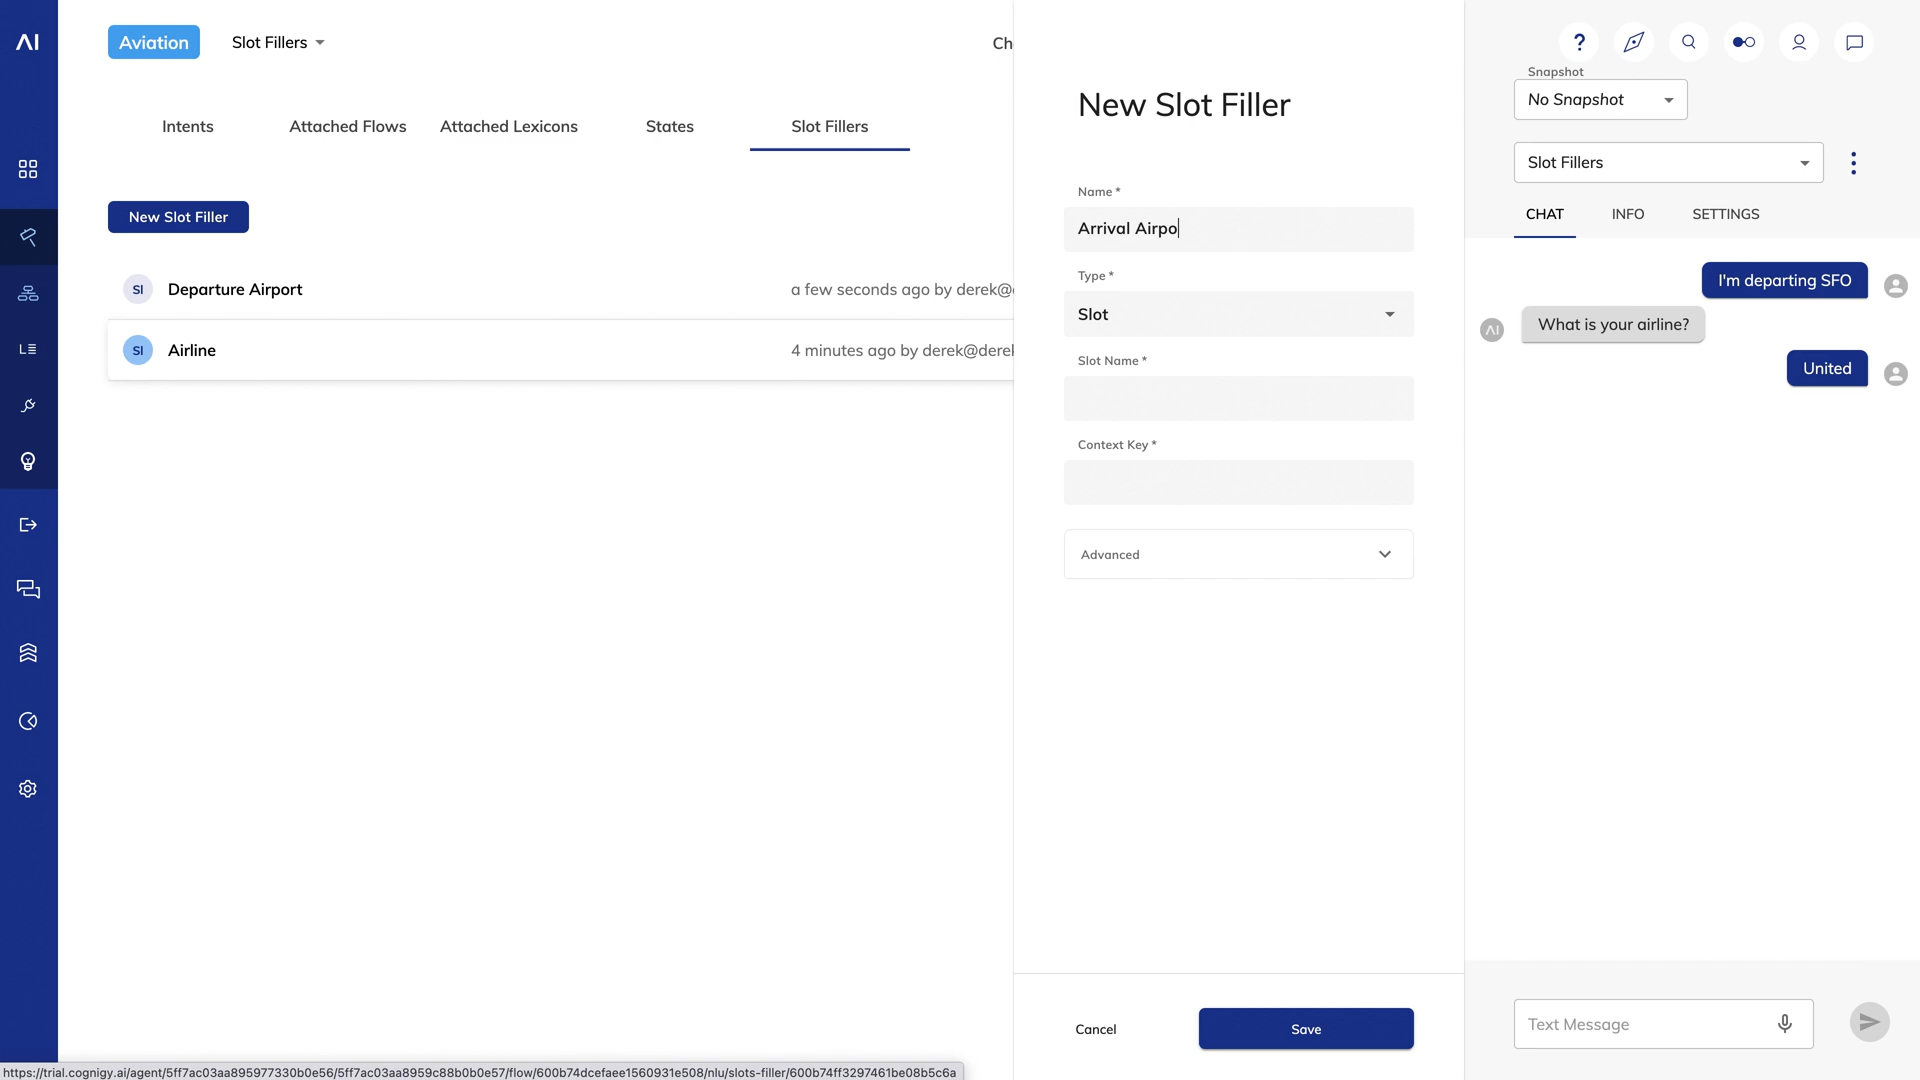 AI
Aviation
Slot Fillers
Ch
Intents
Attached Flows
Attached Lexicons
States
Slot Fillers
New Slot Filler
SI
Departure Airport
a few seconds ago by derek@
SI
Airline
4 minutes ago by derek@derek
New Slot Filler
Name *
Arrival Airpo
Type *
Slot
Slot Name *
Context Key *
Advanced
Cancel
Save
?
Snapshot
No Snapshot
Slot Fillers
CHAT
INFO
SETTINGS
I'm departing SFO
AI
What is your airline?
United
Text Message
https://trial.cognigy.ai/agent/5ff7ac03aa895977330b0e56/5ff7ac03aa8959c88b0b0e57/flow/600b74dcefaee1560931e508/nlu/slots-filler/600b74ff3297461be08b5c6a